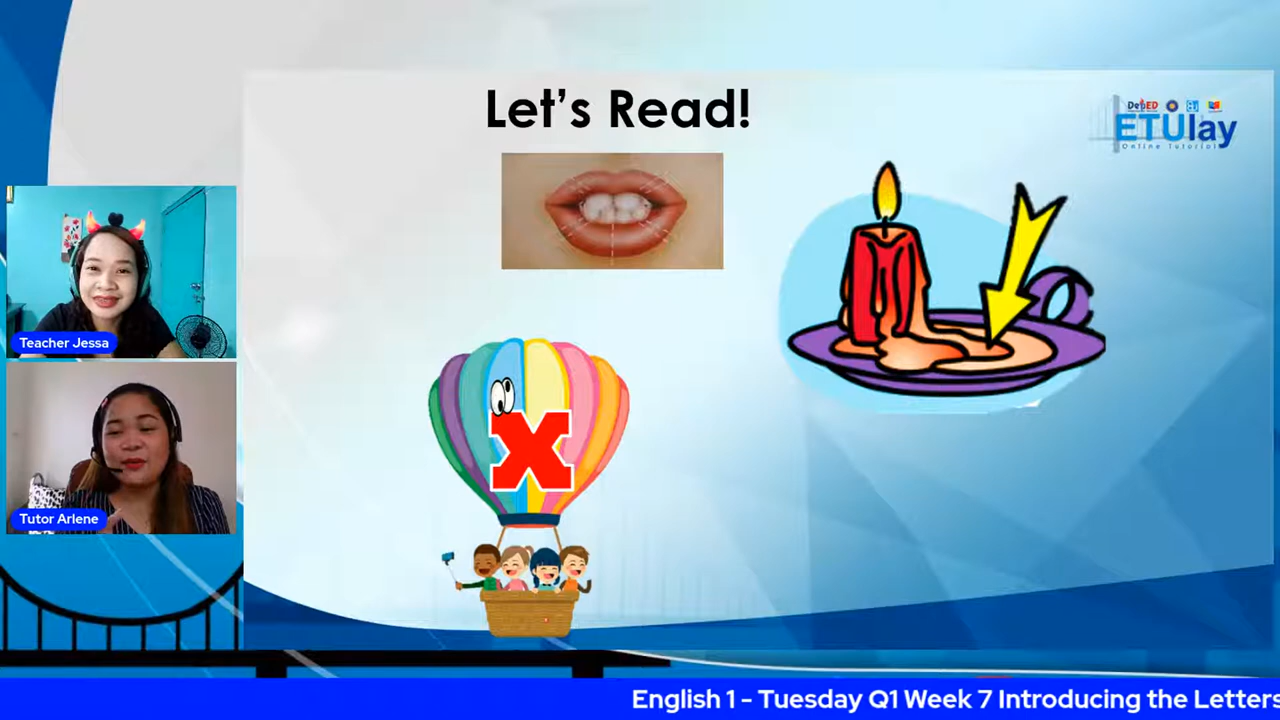 Let's Read!
DepED
ETUlay
Online Tutorial
Teacher Jessa
X
Tutor Arlene
English 1 - Tuesday Q1 Week 7 Introducing the Letters